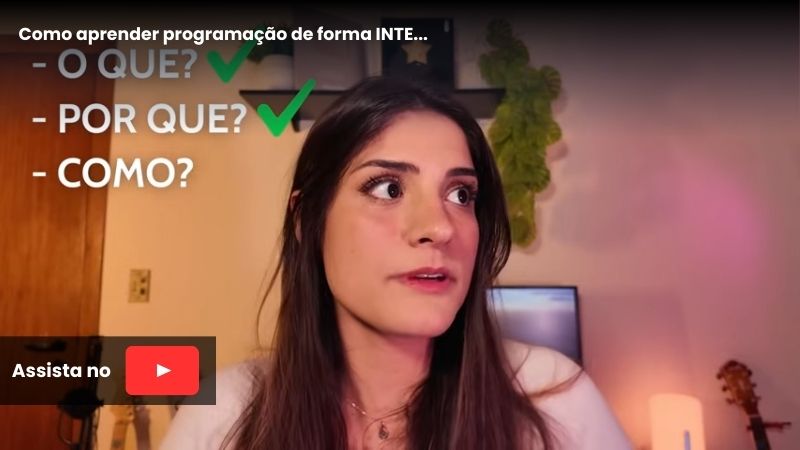 Como aprender programação de forma INTE...
- O QUE?
- POR QUE?
- COMO?
Assista no